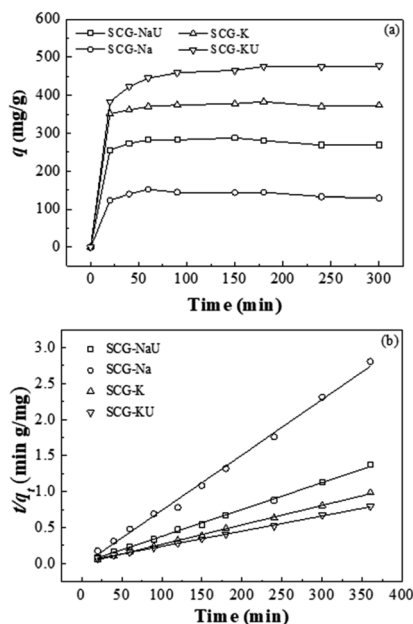 SCG-NaU SCG-K (a)
SCG-Na SCG-KU
600
500
400
300
200
100
0
q (mg/g)
0 50 100 150 200 250 300
Time (min)
(b)
SCG-NaU
SCG-Na
SCG-K
SCG-KU
3.0
2.5
2.0
1.5
1.0
0.5
0.0
t/qt (min g/mg)
0 50 100 150 200 250 300 350 400
Time (min)